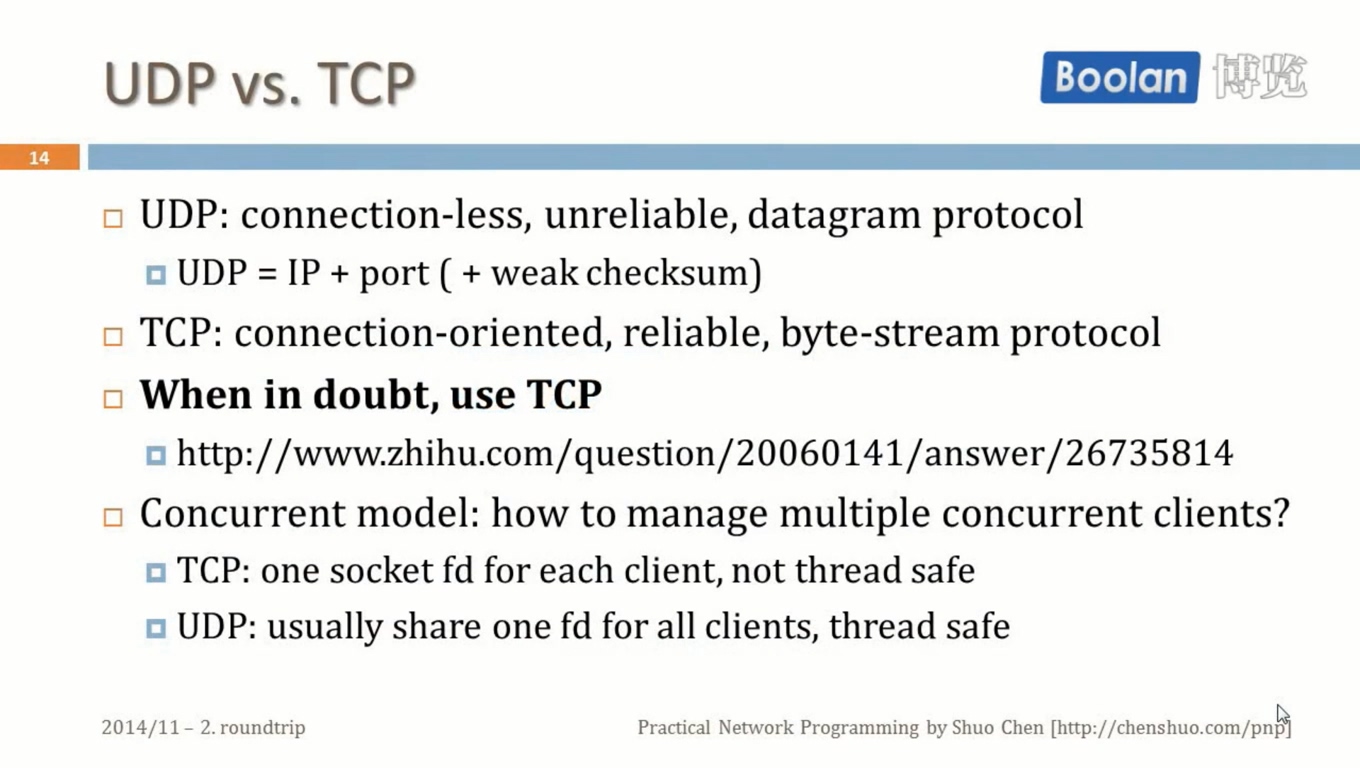 UDP vs. TCP
Boolan 博览
14
UDP: connection-less, unreliable, datagram protocol
UDP = IP + port ( + weak checksum)
TCP: connection-oriented, reliable, byte-stream protocol
When in doubt, use TCP
http://www.zhihu.com/question/20060141/answer/26735814
Concurrent model: how to manage multiple concurrent clients?
TCP: one socket fd for each client, not thread safe
UDP: usually share one fd for all clients, thread safe
2014/11 – 2. roundtrip
Practical Network Programming by Shuo Chen [http://chenshuo.com/pnp]